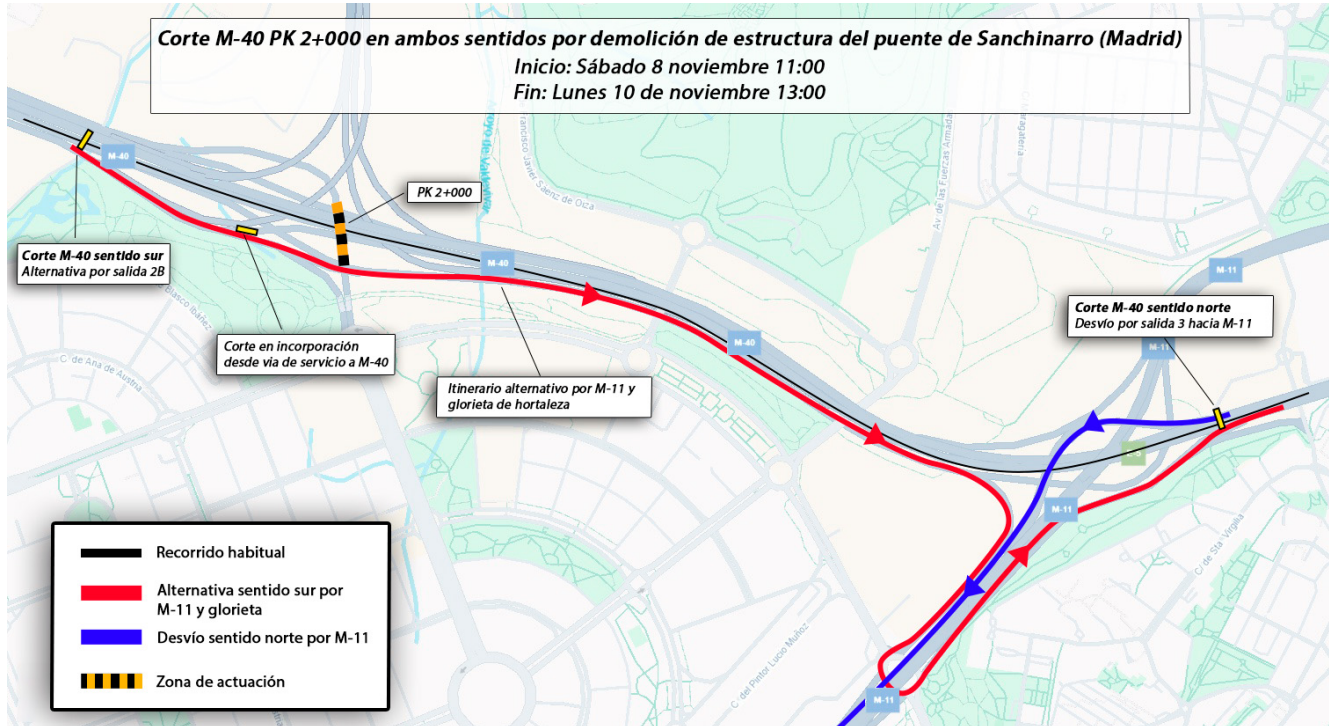 Corte M-40 PK 2+000 en ambos sentidos por demolición de estructura del puente de Sanchinarro (Madrid)
Inicio: Sábado 8 noviembre 11:00
Fin: Lunes 10 de noviembre 13:00
M-40
PK 2+000
Francisco Javier Sáenz de Oiza
Av. de las Fuerzas Armadas
Corte M-40 sentido sur
Alternativa por salida 2B
M-40
M-11
Corte M-40 sentido norte
Desvío por salida 3 hacia M-11
Blasco Ibáñez
C. de Ana de Austria
Corte en incorporación
desde via de servicio a M-40
M-40
M-11
Itinerario alternativo por M-11 y
glorieta de hortaleza
M-11
C. de Sta. Virgilia
C. del Pintor Lucio Muñoz
M-11
Recorrido habitual
Alternativa sentido sur por
M-11 y glorieta
Desvío sentido norte por M-11
Zona de actuación